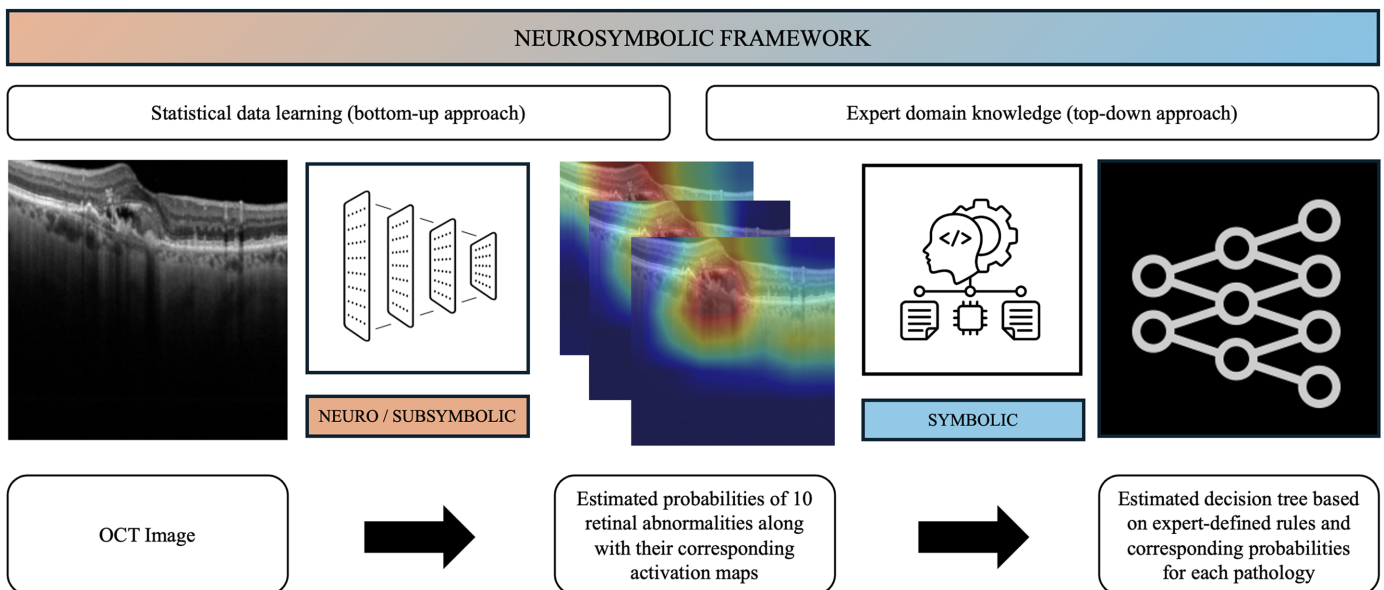 NEUROSYMBOLIC FRAMEWORK
Statistical data learning (bottom-up approach)
Expert domain knowledge (top-down approach)
NEURO / SUBSYMBOLIC
SYMBOLIC
</>
OCT Image
Estimated probabilities of 10
retinal abnormalities along
with their corresponding
activation maps
Estimated decision tree based
on expert-defined rules and
corresponding probabilities
for each pathology